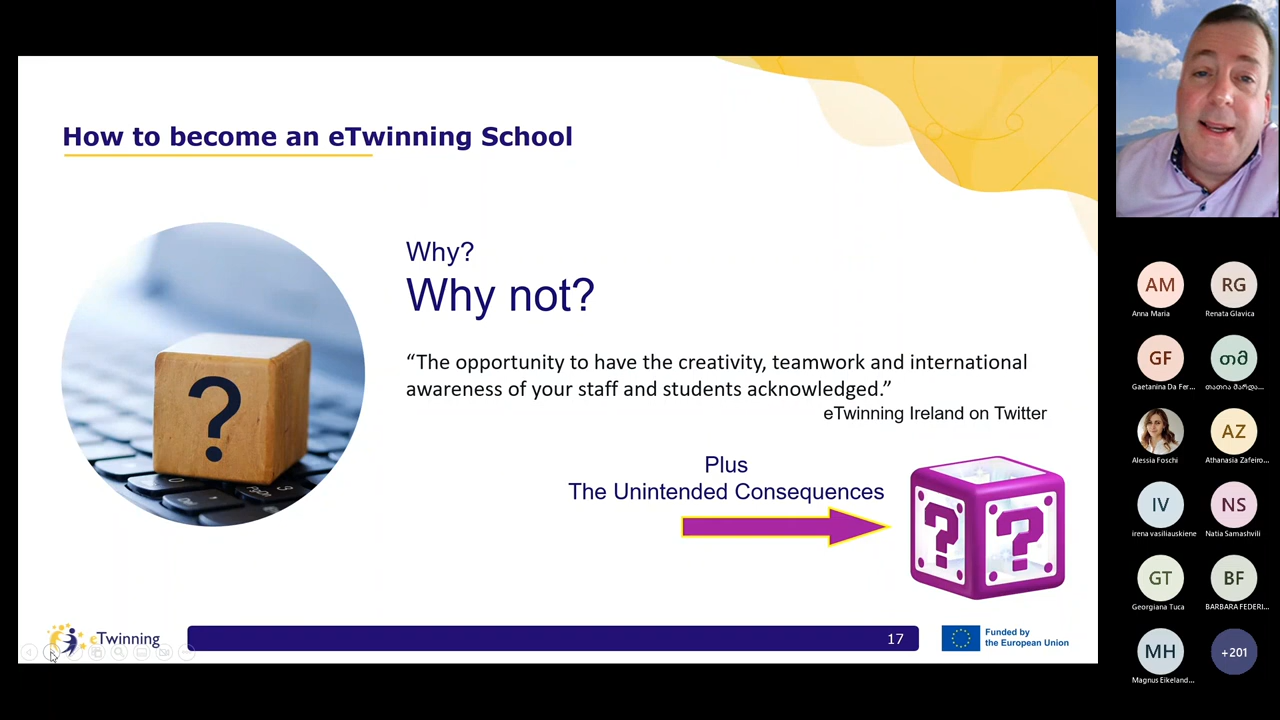 How to become an eTwinning School
Why?
Why not?
“The opportunity to have the creativity, teamwork and international
awareness of your staff and students acknowledged.”
eTwinning Ireland on Twitter
Plus
The Unintended Consequences
?
? ?
eTwinning
17
Funded by
the European Union
AM
RG
Anna Maria
Renata Glavica
GF
თმ
Gaetanina Da Fer...
თათია მარდა...
AZ
Alessia Foschi
Athanasia Zafeiro...
IV
NS
irena vasiliauskiene
Natia Samashvili
GT
BF
Georgiana Tuca
BARBARA FEDERI...
MH
+201
Magnus Eikeland...